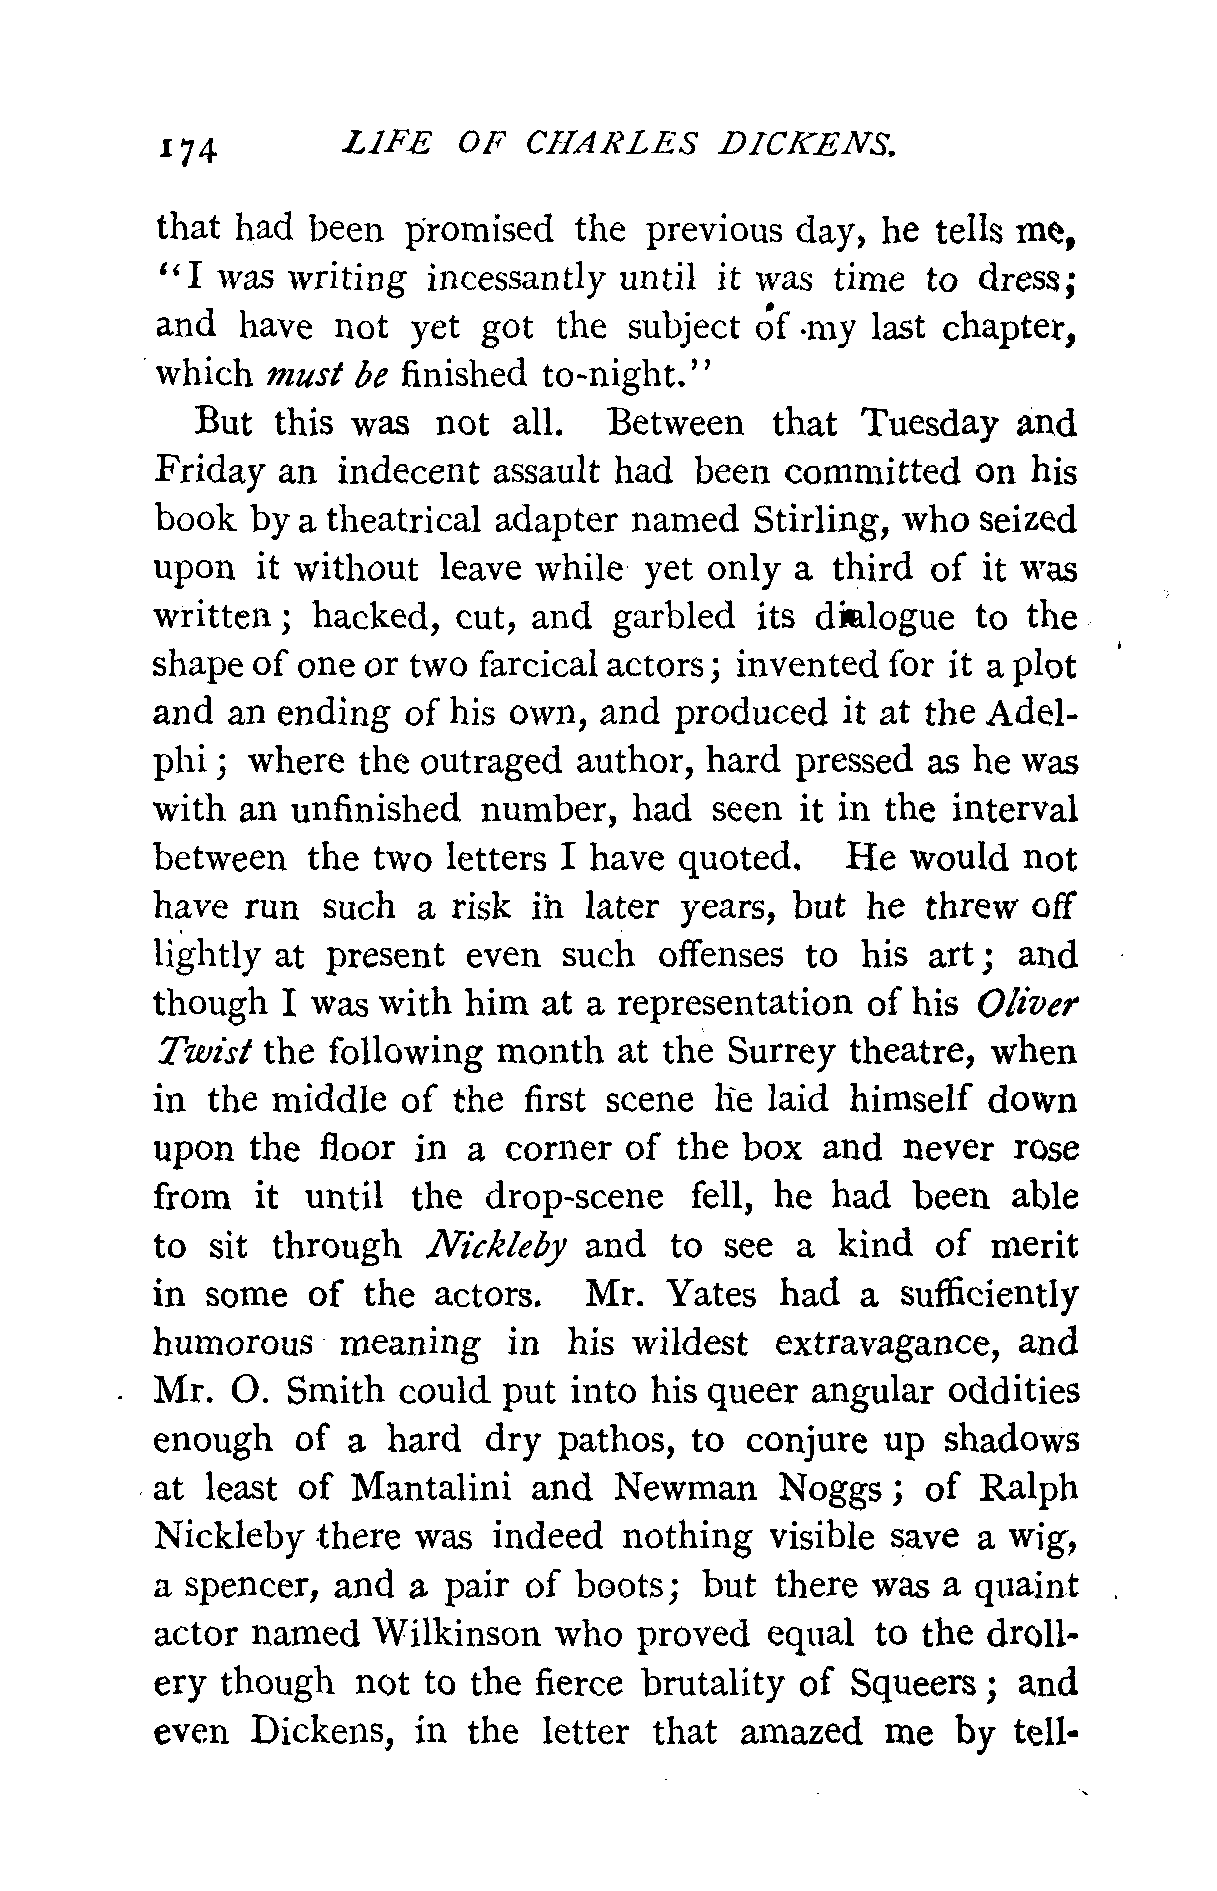 174 LIFE OF CHARLES DICKENS.
that had been promised the previous day, he tells me,
“I was writing incessantly until it was time to dress;
and have not yet got the subject of my last chapter,
which must be finished to-night.”
But this was not all. Between that Tuesday and
Friday an indecent assault had been committed on his
book by a theatrical adapter named Stirling, who seized
upon it without leave while yet only a third of it was
written; hacked, cut, and garbled its dialogue to the
shape of one or two farcical actors; invented for it a plot
and an ending of his own, and produced it at the Adel-
phi; where the outraged author, hard pressed as he was
with an unfinished number, had seen it in the interval
between the two letters I have quoted. He would not
have run such a risk in later years, but he threw off
lightly at present even such offenses to his art; and
though I was with him at a representation of his Oliver
Twist the following month at the Surrey theatre, when
in the middle of the first scene he laid himself down
upon the floor in a corner of the box and never rose
from it until the drop-scene fell, he had been able
to sit through Nickleby and to see a kind of merit
in some of the actors. Mr. Yates had a sufficiently
humorous meaning in his wildest extravagance, and
Mr. O. Smith could put into his queer angular oddities
enough of a hard dry pathos, to conjure up shadows
at least of Mantalini and Newman Noggs; of Ralph
Nickleby there was indeed nothing visible save a wig,
a spencer, and a pair of boots; but there was a quaint
actor named Wilkinson who proved equal to the droll-
ery though not to the fierce brutality of Squeers; and
even Dickens, in the letter that amazed me by tell-